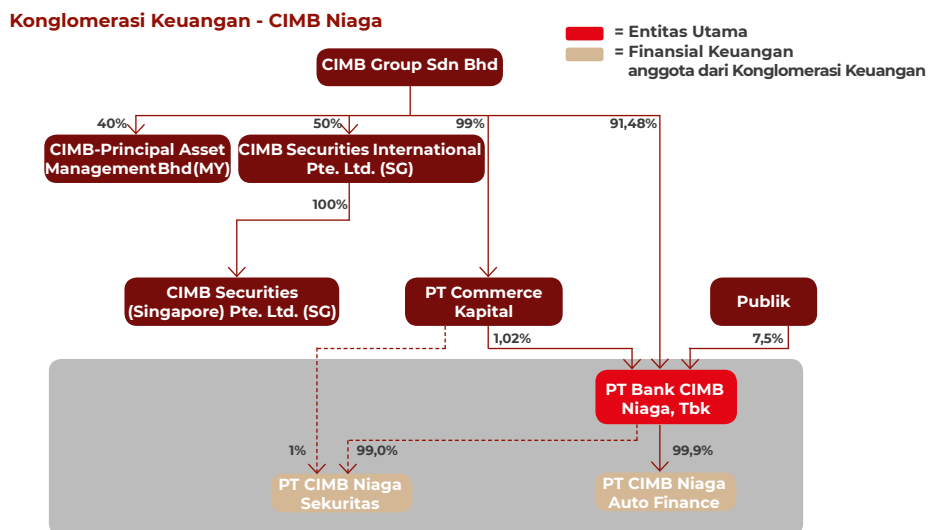 Konglomerasi Keuangan - CIMB Niaga
= Entitas Utama
= Finansial Keuangan
anggota dari Konglomerasi Keuangan
CIMB Group Sdn Bhd
40%
50%
99%
91,48%
CIMB-Principal Asset
Management Bhd (MY)
CIMB Securities International
Pte. Ltd. (SG)
100%
CIMB Securities
(Singapore) Pte. Ltd. (SG)
PT Commerce
Kapital
Publik
1,02%
7,5%
PT Bank CIMB
Niaga, Tbk
1%
99,0%
99,9%
PT CIMB Niaga
Sekuritas
PT CIMB Niaga
Auto Finance